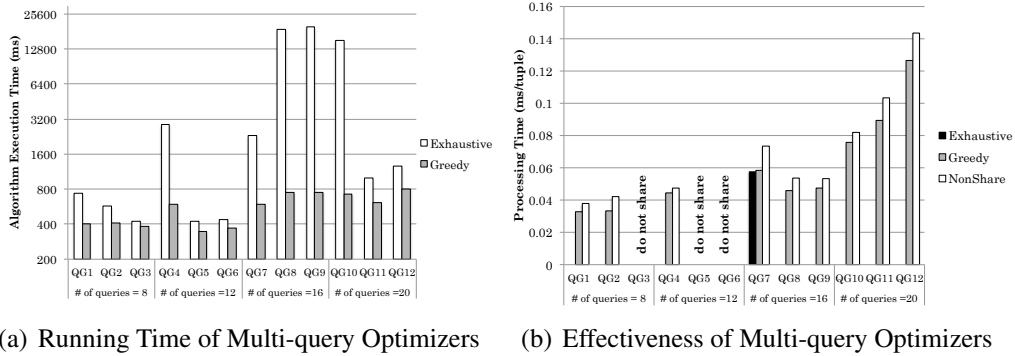 25600
12800
6400
3200
1600
800
400
200
Algorithm Execution Time (ms)
QG1 QG2 QG3 QG4 QG5 QG6 QG7 QG8 QG9 QG10 QG11 QG12
# of queries = 8 # of queries =12 # of queries =16 # of queries =20
Exhaustive
Greedy
(a) Running Time of Multi-query Optimizers
0.16
0.14
0.12
0.1
0.08
0.06
0.04
0.02
0
Processing Time (ms/tuple)
do not share
do not share
do not share
QG1 QG2 QG3 QG4 QG5 QG6 QG7 QG8 QG9 QG10 QG11 QG12
# of queries = 8 # of queries =12 # of queries =16 # of queries =20
Exhaustive
Greedy
NonShare
(b) Effectiveness of Multi-query Optimizers